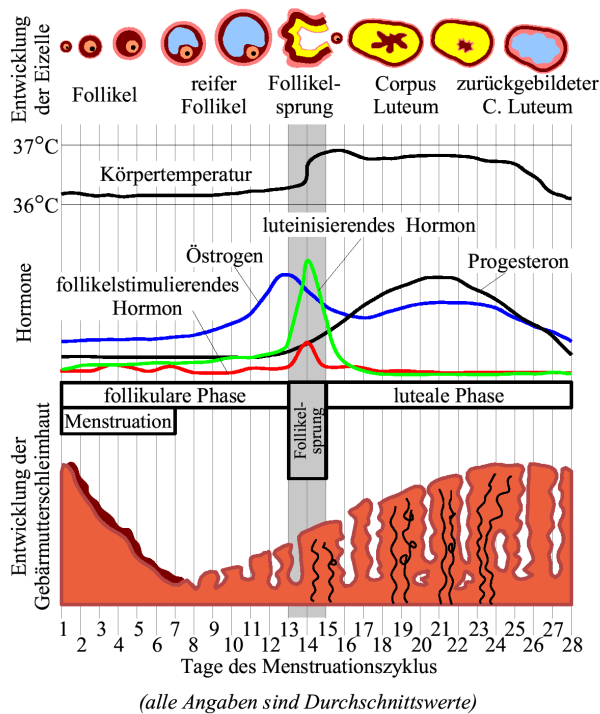 Entwicklung
der Eizelle
Follikel
reifer
Follikel
Follikel-
sprung
Corpus
Luteum
zurückgebildeter
C. Luteum
37°C
Körpertemperatur
36°C
luteinisierendes Hormon
Östrogen
Progesteron
follikelstimulierendes
Hormon
Hormone
follikulare Phase
luteale Phase
Menstruation
Follikel-
sprung
Entwicklung der
Gebärmutterschleimhaut
1 3 5 7 9 11 13 15 17 19 21 23 25 27
2 4 6 8 10 12 14 16 18 20 22 24 26 28
Tage des Menstruationszyklus
(alle Angaben sind Durchschnittswerte)